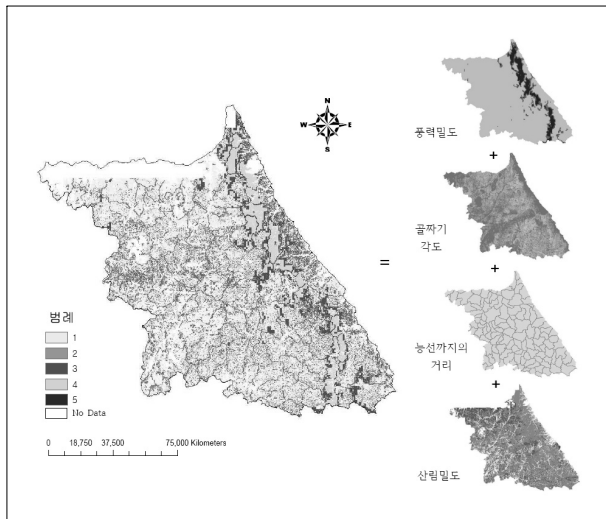 N
W E
S
풍력밀도
+
골짜기
각도
+
=
능선까지의
거리
+
산림밀도
범례
1
2
3
4
5
No Data
0 18,750 37,500 75,000 Kilometers